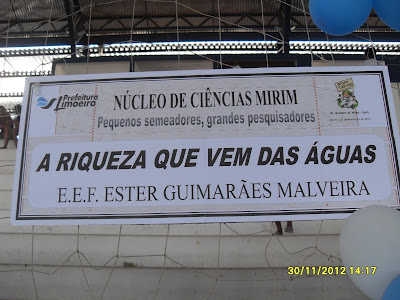 Prefeitura
Limoeiro
NÚCLEO DE CIÊNCIAS MIRIM
Pequenos semeadores, grandes pesquisadores
A RIQUEZA QUE VEM DAS ÁGUAS
E.E.F. ESTER GUIMARÃES MALVEIRA
30/11/2012 14:17